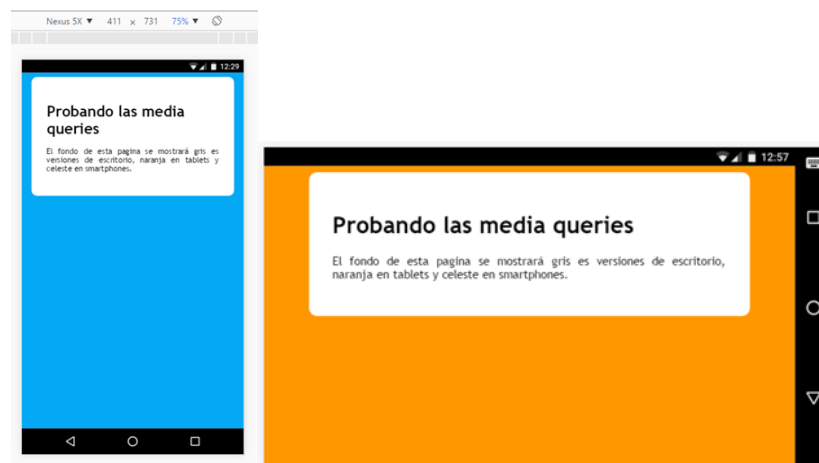 Nexus 5X ▼ 411 x 731 75% ▼
12:29
Probando las media
queries
El fondo de esta pagina se mostrará gris es
versiones de escritorio, naranja en tablets y
celeste en smartphones.
12:57
Probando las media queries
El fondo de esta pagina se mostrará gris es versiones de escritorio,
naranja en tablets y celeste en smartphones.